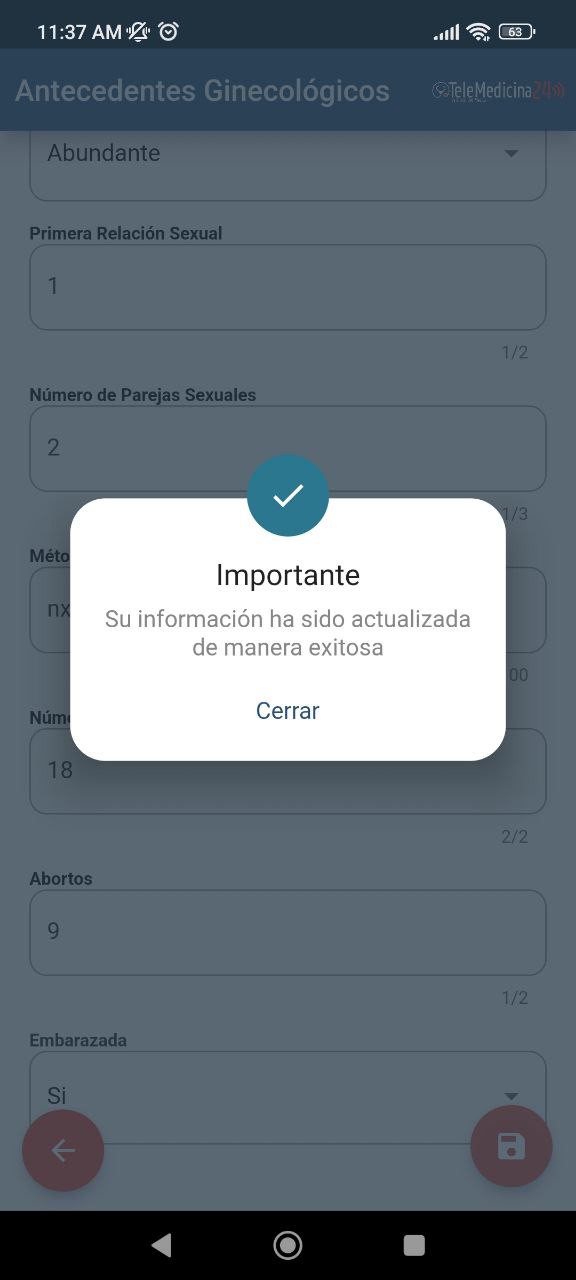 11:37 AM
63
Antecedentes Ginecológicos
TeleMedicina24
Abundante
Primera Relación Sexual
1
1/2
Número de Parejas Sexuales
2
1/3
Méto
nx
00
Importante
Su información ha sido actualizada
de manera exitosa
Cerrar
Núme
18
2/2
Abortos
9
1/2
Embarazada
Si